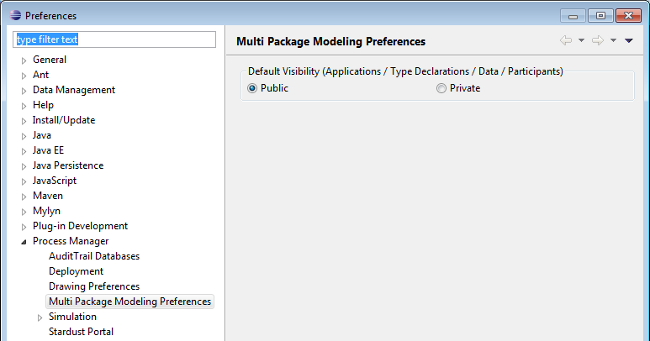 Preferences
type filter text
General
Ant
Data Management
Help
Install/Update
Java
Java EE
Java Persistence
JavaScript
Maven
Mylyn
Plug-in Development
Process Manager
AuditTrail Databases
Deployment
Drawing Preferences
Multi Package Modeling Preferences
Simulation
Stardust Portal
Multi Package Modeling Preferences
Default Visibility (Applications / Type Declarations / Data / Participants)
Public Private